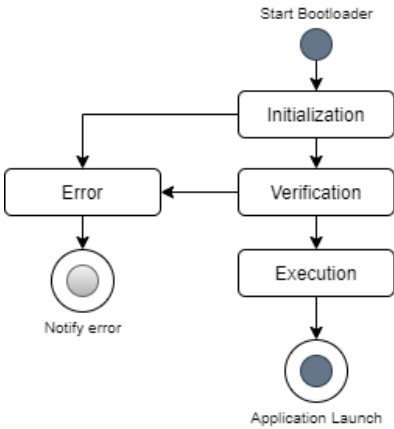 Start Bootloader
Initialization
Error
Verification
Execution
Notify error
Application Launch